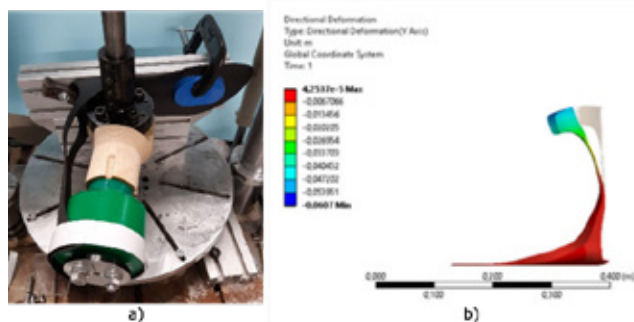 Directional Deformation
Type: Directional Deformation(Y Axis)
Unit: m
Global Coordinate System
Time: 1
4,2537e-5 Max
-0,0067066
-0,013456
-0,020205
-0,026954
-0,033703
-0,040452
-0,047202
-0,053951
-0,0607 Min
0,000
0,200
0,400 (m)
0,100
0,300
a)
b)